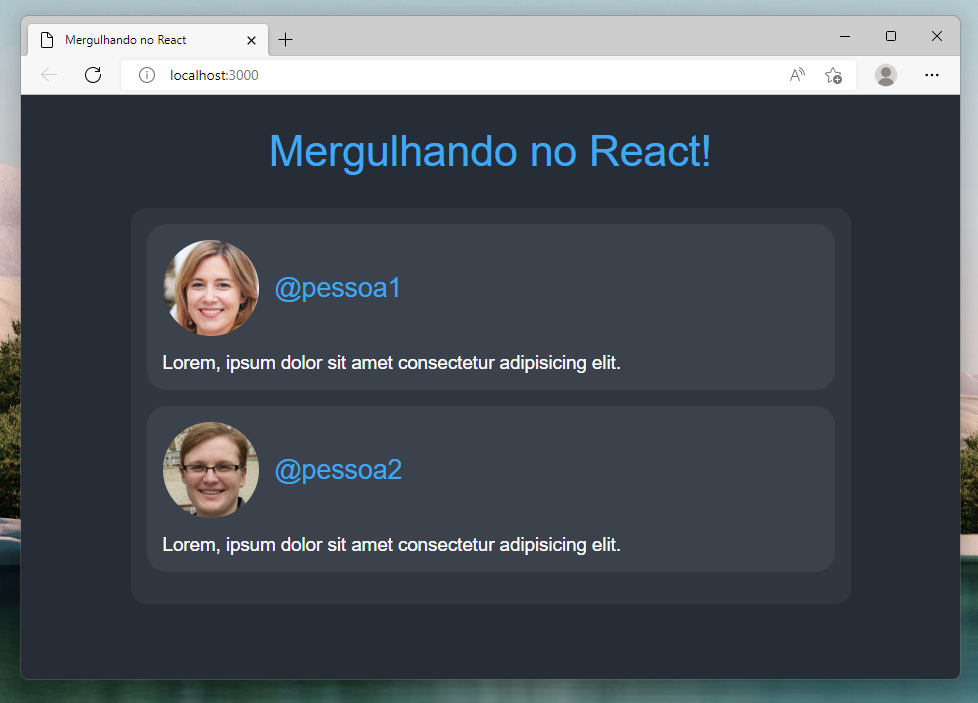 Mergulhando no React
localhost:3000
Mergulhando no React!
@pessoa1
Lorem, ipsum dolor sit amet consectetur adipisicing elit.
@pessoa2
Lorem, ipsum dolor sit amet consectetur adipisicing elit.